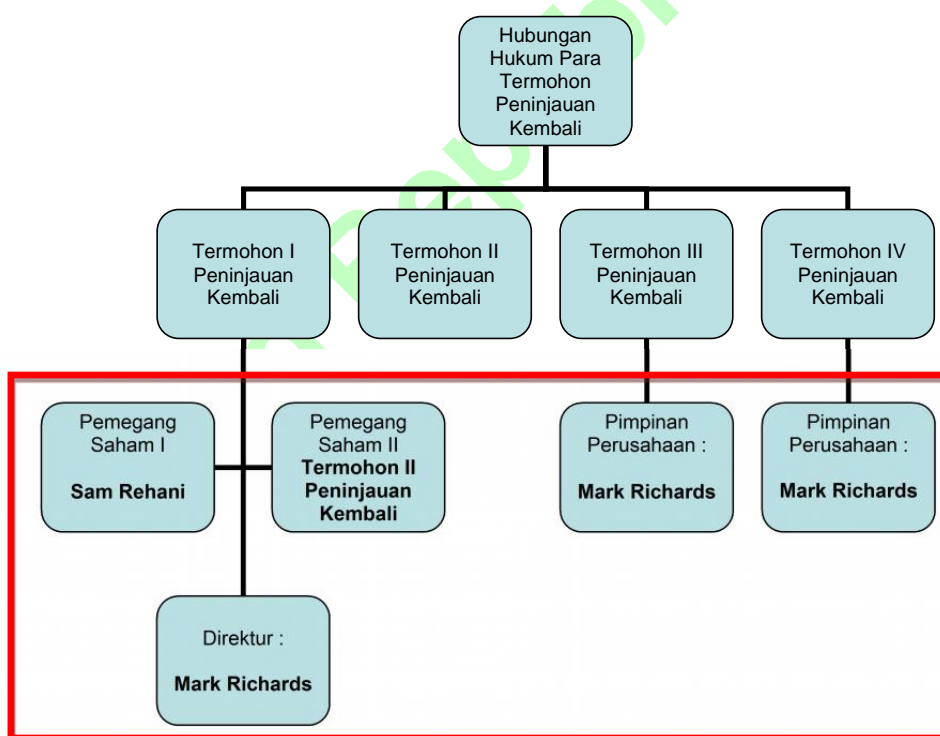 Hubungan
Hukum Para
Termohon
Peninjauan
Kembali
Termohon I
Peninjauan
Kembali
Termohon II
Peninjauan
Kembali
Termohon III
Peninjauan
Kembali
Termohon IV
Peninjauan
Kembali
Pemegang
Saham I
Sam Rehani
Pemegang
Saham II
Termohon II
Peninjauan
Kembali
Pimpinan
Perusahaan :
Mark Richards
Pimpinan
Perusahaan :
Mark Richards
Direktur :
Mark Richards